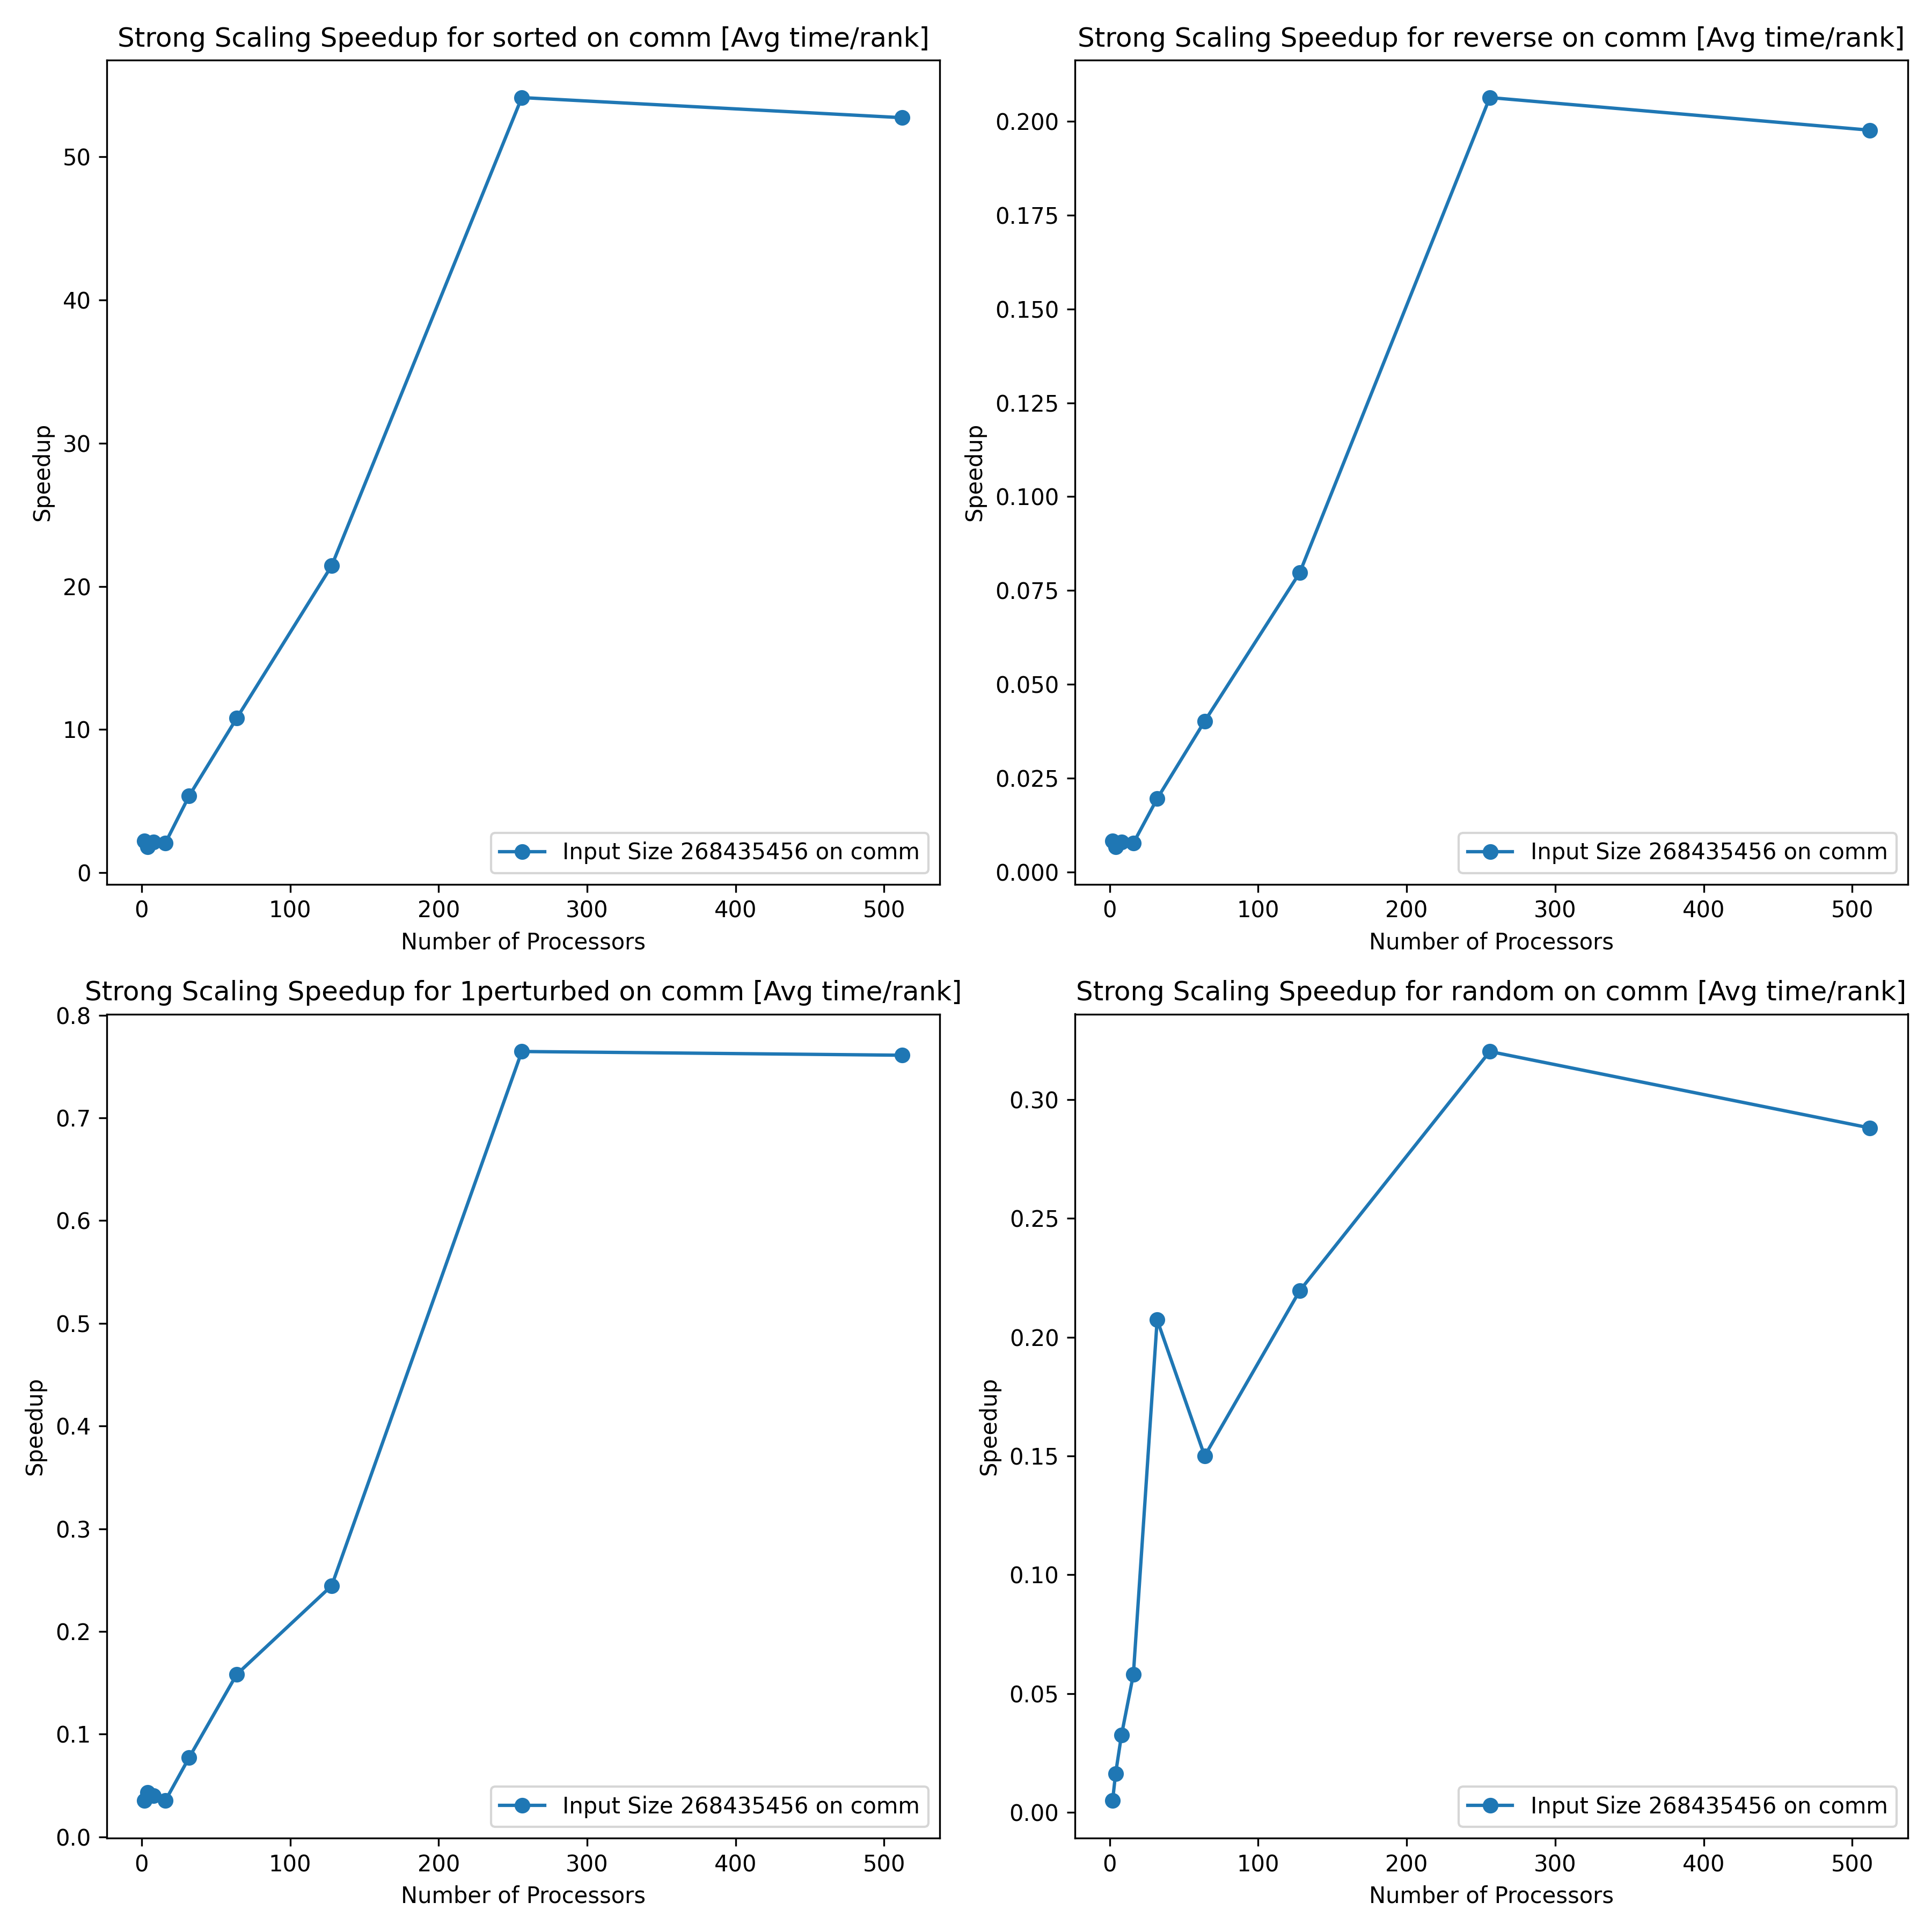 Strong Scaling Speedup for sorted on comm [Avg time/rank]
Speedup
50
40
30
20
10
0
Input Size 268435456 on comm
0 100 200 300 400 500
Number of Processors
Strong Scaling Speedup for reverse on comm [Avg time/rank]
Speedup
0.200
0.175
0.150
0.125
0.100
0.075
0.050
0.025
0.000
Input Size 268435456 on comm
0 100 200 300 400 500
Number of Processors
Strong Scaling Speedup for 1perturbed on comm [Avg time/rank]
Speedup
0.8
0.7
0.6
0.5
0.4
0.3
0.2
0.1
0.0
Input Size 268435456 on comm
0 100 200 300 400 500
Number of Processors
Strong Scaling Speedup for random on comm [Avg time/rank]
Speedup
0.30
0.25
0.20
0.15
0.10
0.05
0.00
Input Size 268435456 on comm
0 100 200 300 400 500
Number of Processors